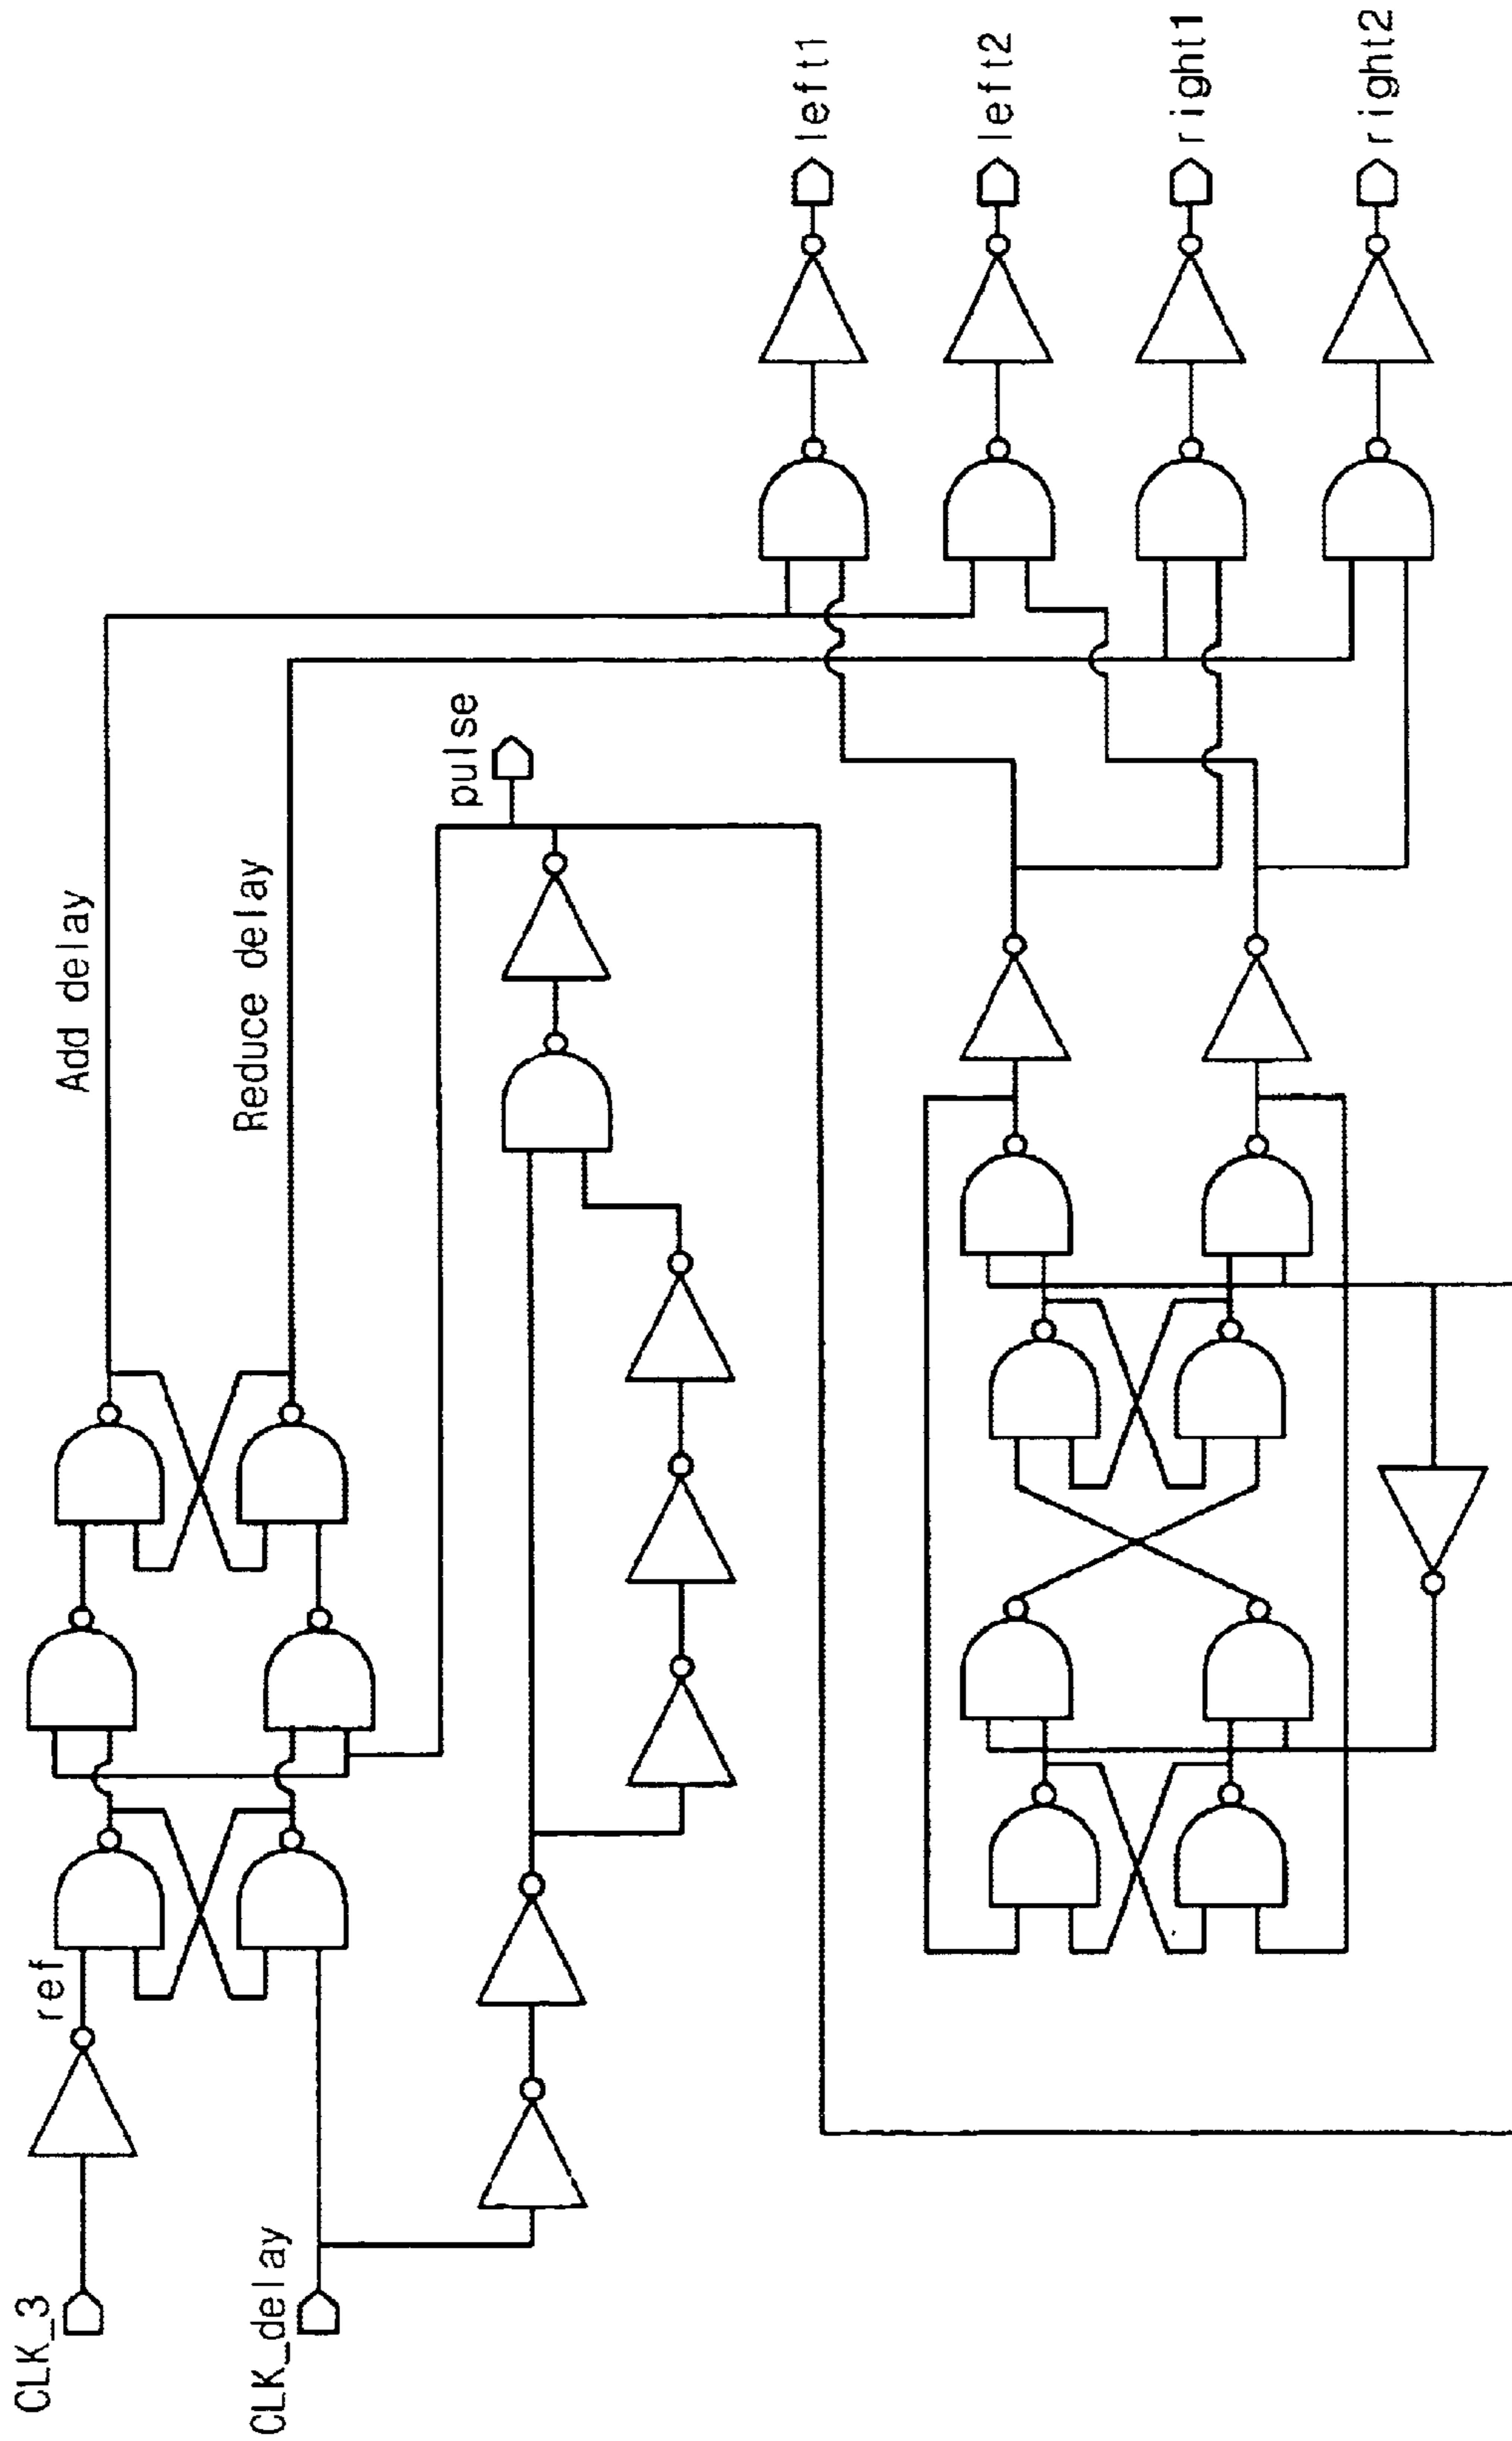 CLK_3
ref
CLK_delay
Add delay
Reduce delay
pulse
left1
left2
right1
right2